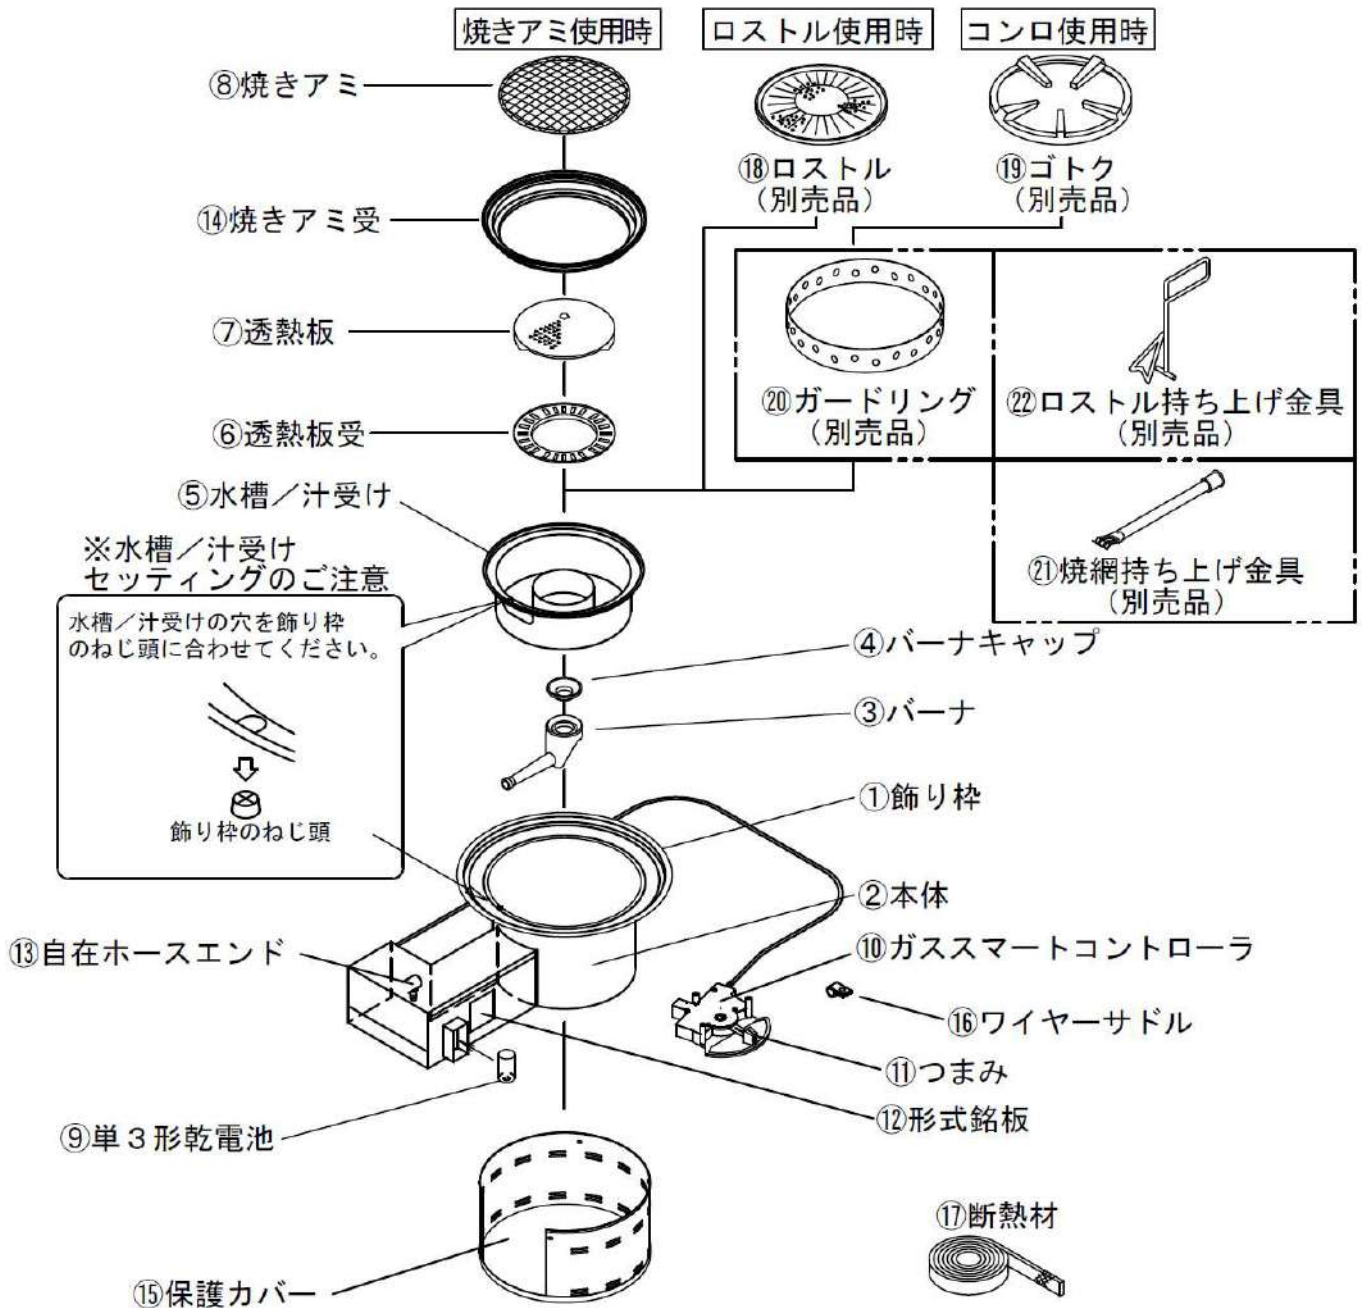 焼きアミ使用時
ロストル使用時
コンロ使用時
⑧焼きアミ
⑱ロストル
(別売品)
⑲ゴトク
(別売品)
⑭焼きアミ受
⑦透熱板
⑳ガードリング
(別売品)
㉒ロストル持ち上げ金具
(別売品)
⑥透熱板受
⑤水槽/汁受け
㉑焼網持ち上げ金具
(別売品)
※水槽/汁受け
セッティングのご注意
水槽/汁受けの穴を飾り枠
のねじ頭に合わせてください。
飾り枠のねじ頭
④バーナキャップ
③バーナ
①飾り枠
②本体
⑬自在ホースエンド
⑩ガススマートコントローラ
⑯ワイヤーサドル
⑪つまみ
⑫形式銘板
⑨単3形乾電池
⑰断熱材
⑮保護カバー